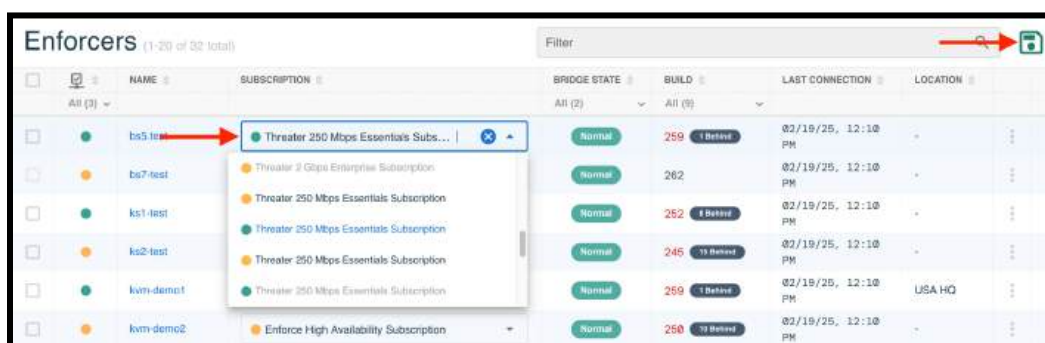 Enforcers (1-20 of 32 total) Filter
NAME SUBSCRIPTION BRIDGE STATE BUILD LAST CONNECTION LOCATION
All (3) All (2) All (9)
bs5-test Threater 250 Mbps Essentials Subs... Normal 259 1 Behind 02/19/25, 12:10 PM -
Threater 2 Gbps Enterprise Subscription
bs7-test Normal 262 02/19/25, 12:10 PM -
Threater 250 Mbps Essentials Subscription
ks1-test Normal 252 8 Behind 02/19/25, 12:10 PM -
Threater 250 Mbps Essentials Subscription
ks2-test Threater 250 Mbps Essentials Subscription Normal 245 15 Behind 02/19/25, 12:10 PM -
kvm-demo1 Threater 250 Mbps Essentials Subscription Normal 259 1 Behind 02/19/25, 12:10 PM USA HQ
kvm-demo2 Enforce High Availability Subscription Normal 250 10 Behind 02/19/25, 12:10 PM -